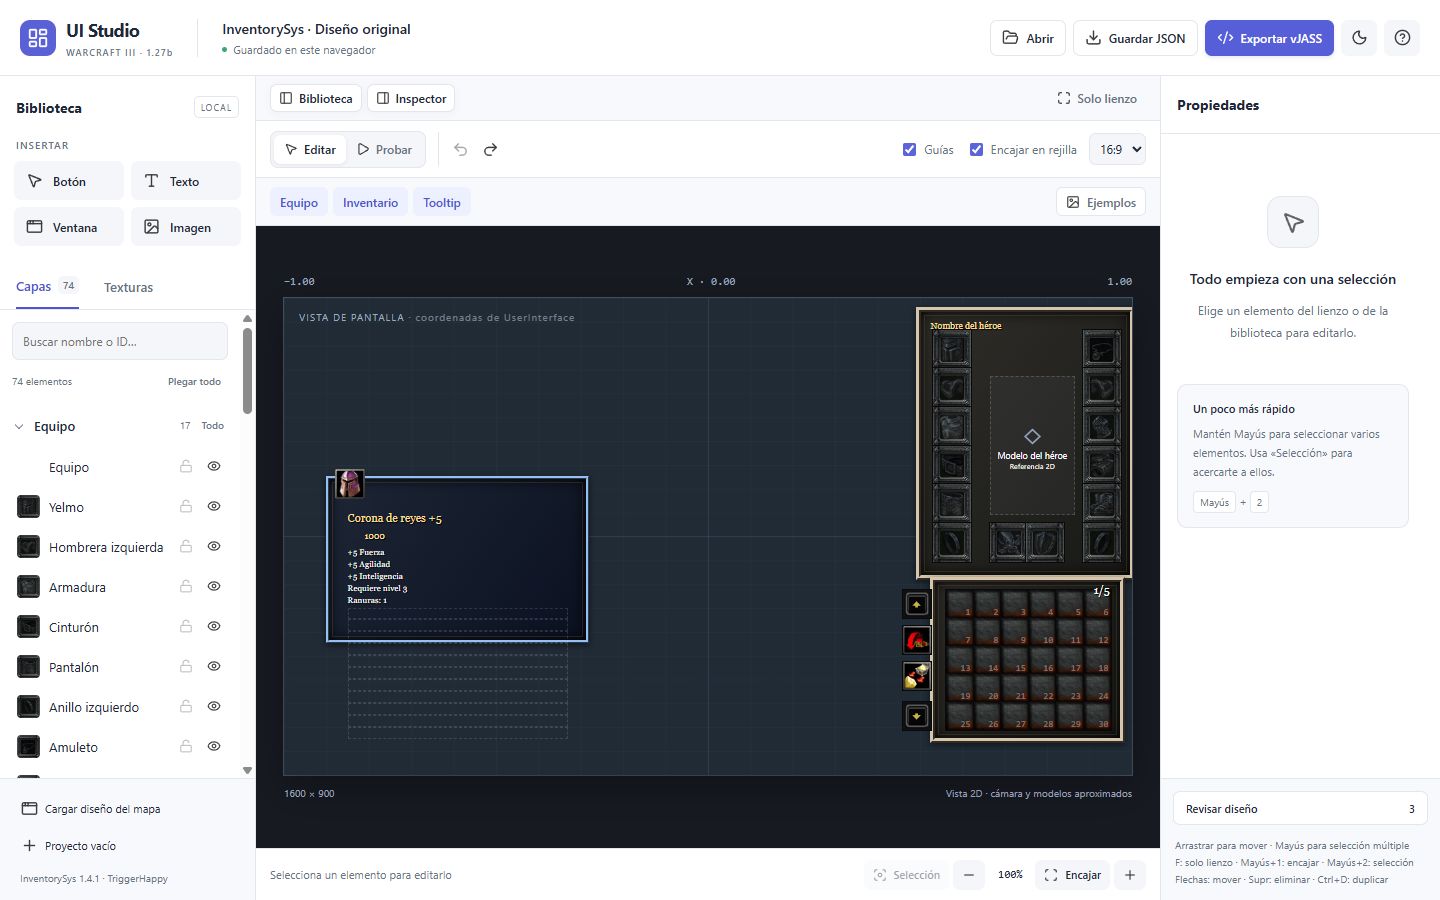 UI Studio
WARCRAFT III · 1.27b
InventorySys · Diseño original
Guardado en este navegador
Abrir
Guardar JSON
Exportar vJASS
Biblioteca
LOCAL
INSERTAR
Botón
Texto
Ventana
Imagen
Capas 74
Texturas
Buscar nombre o ID...
74 elementos
Plegar todo
Equipo 17 Todo
Equipo
Yelmo
Hombrera izquierda
Armadura
Cinturón
Pantalón
Anillo izquierdo
Amuleto
Cargar diseño del mapa
Proyecto vacío
InventorySys 1.4.1 · TriggerHappy
Biblioteca
Inspector
Solo lienzo
Editar
Probar
Guías
Encajar en rejilla
16:9
Equipo
Inventario
Tooltip
Ejemplos
−1.00
X · 0.00
1.00
VISTA DE PANTALLA · coordenadas de UserInterface
Corona de reyes +5
1000
+5 Fuerza
+5 Agilidad
+5 Inteligencia
Requiere nivel 3
Ranuras: 1
Nombre del héroe
Modelo del héroe
Referencia 2D
1/5
1 2 3 4 5 6
7 8 9 10 11 12
13 14 15 16 17 18
19 20 21 22 23 24
25 26 27 28 29 30
1600 × 900
Vista 2D · cámara y modelos aproximados
Selecciona un elemento para editarlo
Selección
100%
Encajar
Propiedades
Todo empieza con una selección
Elige un elemento del lienzo o de la
biblioteca para editarlo.
Un poco más rápido
Mantén Mayús para seleccionar varios
elementos. Usa «Selección» para
acercarte a ellos.
Mayús + 2
Revisar diseño 3
Arrastrar para mover · Mayús para selección múltiple
F: solo lienzo · Mayús+1: encajar · Mayús+2: selección
Flechas: mover · Supr: eliminar · Ctrl+D: duplicar